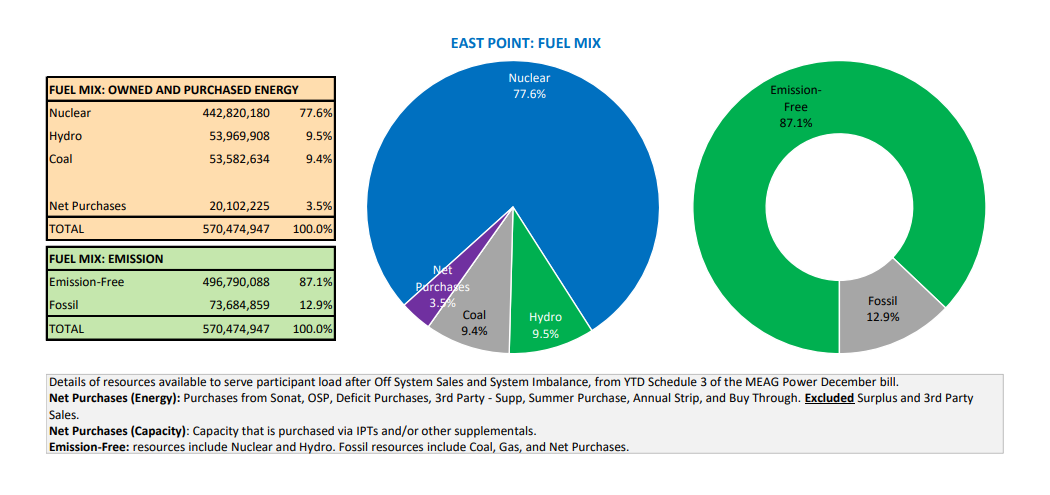 EAST POINT: FUEL MIX
FUEL MIX: OWNED AND PURCHASED ENERGY
Nuclear 442,820,180 77.6%
Hydro 53,969,908 9.5%
Coal 53,582,634 9.4%
Net Purchases 20,102,225 3.5%
TOTAL 570,474,947 100.0%
FUEL MIX: EMISSION
Emission-Free 496,790,088 87.1%
Fossil 73,684,859 12.9%
TOTAL 570,474,947 100.0%
Nuclear
77.6%
Net
Purchases
3.5%
Coal
9.4%
Hydro
9.5%
Emission-
Free
87.1%
Fossil
12.9%
Details of resources available to serve participant load after Off System Sales and System Imbalance, from YTD Schedule 3 of the MEAG Power December bill.
Net Purchases (Energy): Purchases from Sonat, OSP, Deficit Purchases, 3rd Party - Supp, Summer Purchase, Annual Strip, and Buy Through. Excluded Surplus and 3rd Party
Sales.
Net Purchases (Capacity): Capacity that is purchased via IPTs and/or other supplementals.
Emission-Free: resources include Nuclear and Hydro. Fossil resources include Coal, Gas, and Net Purchases.